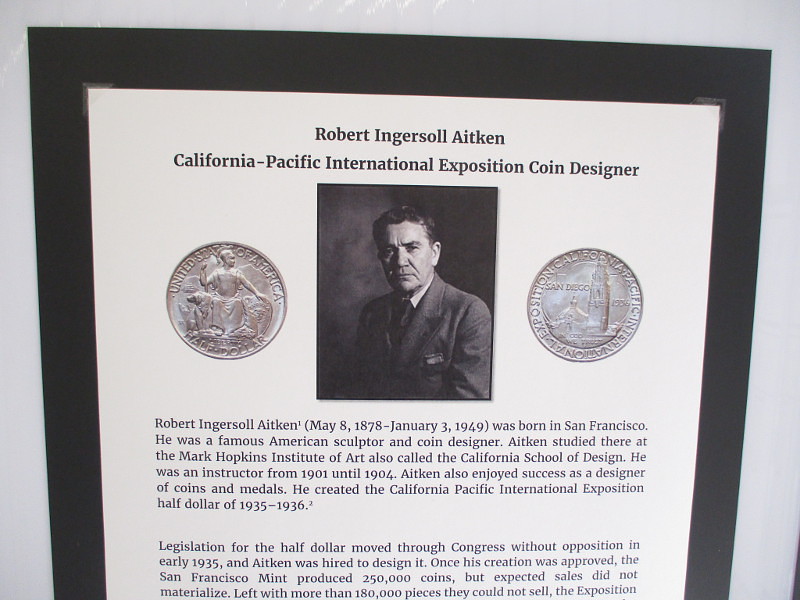 Robert Ingersoll Aitken
California-Pacific International Exposition Coin Designer
UNITED STATES OF AMERICA
HALF DOLLAR
CALIFORNIA-PACIFIC·INTERNATIONAL·EXPOSITION
SAN DIEGO
1936
Robert Ingersoll Aitken¹ (May 8, 1878-January 3, 1949) was born in San Francisco.
He was a famous American sculptor and coin designer. Aitken studied there at
the Mark Hopkins Institute of Art also called the California School of Design. He
was an instructor from 1901 until 1904. Aitken also enjoyed success as a designer
of coins and medals. He created the California Pacific International Exposition
half dollar of 1935–1936.²
Legislation for the half dollar moved through Congress without opposition in
early 1935, and Aitken was hired to design it. Once his creation was approved, the
San Francisco Mint produced 250,000 coins, but expected sales did not
materialize. Left with more than 180,000 pieces they could not sell, the Exposition